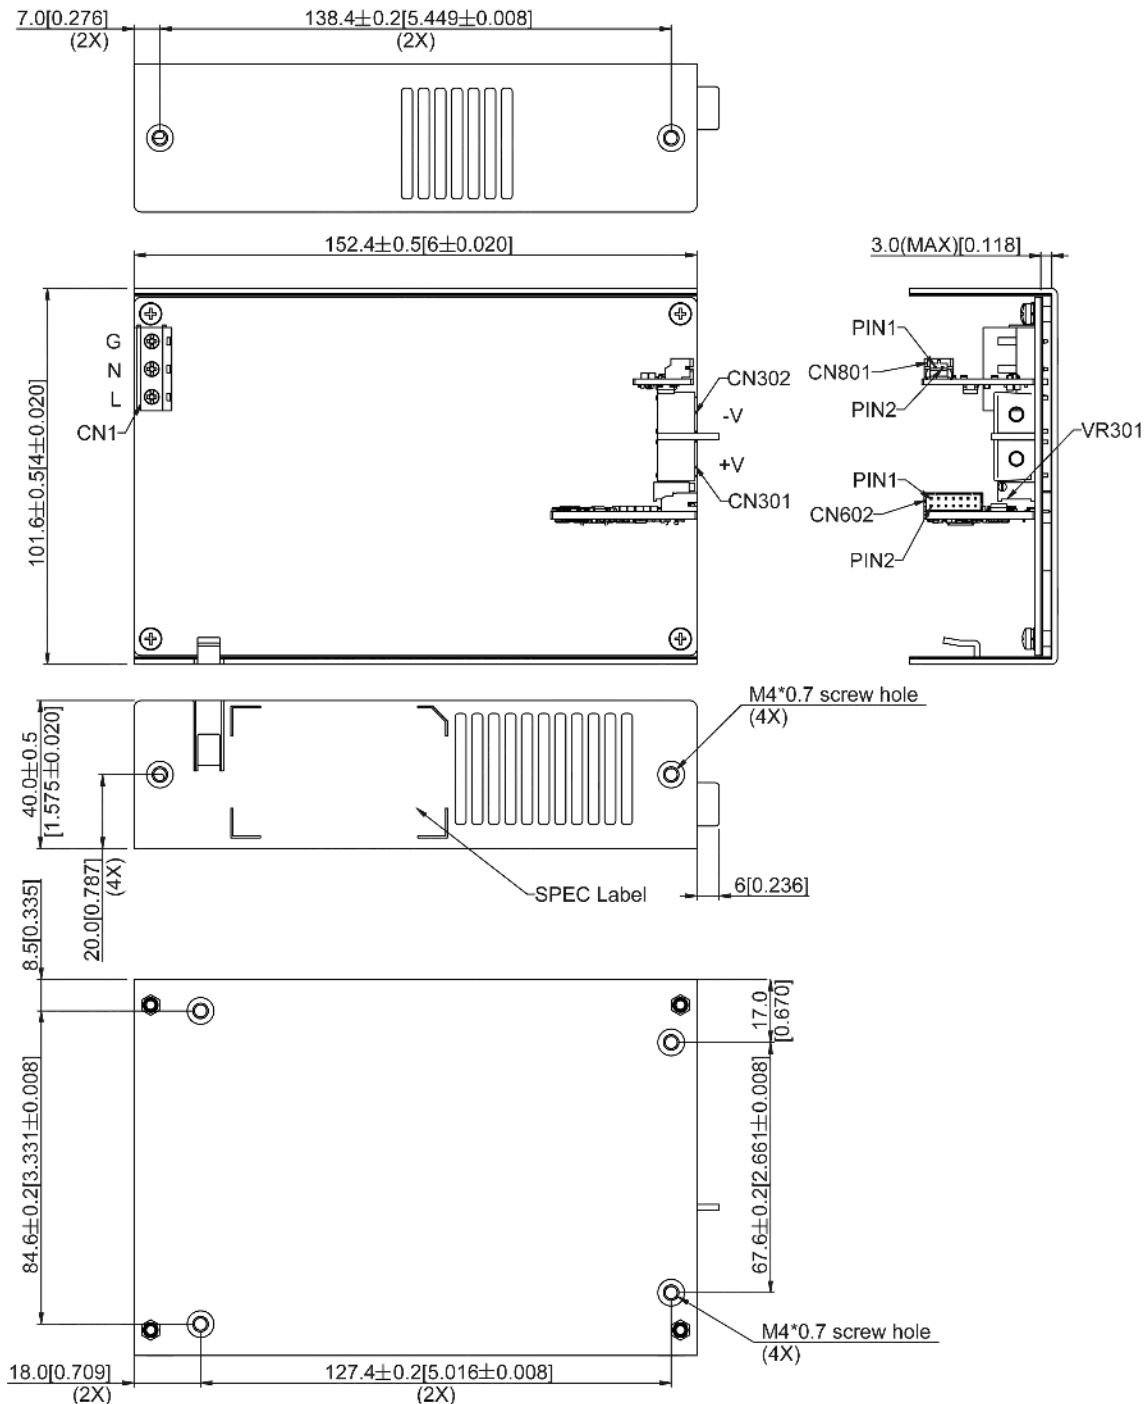 7.0[0.276]
(2X)
138.4±0.2[5.449±0.008]
(2X)
152.4±0.5[6±0.020]
3.0(MAX)[0.118]
101.6±0.5[4±0.020]
G
N
L
CN1
CN302
-V
+V
CN301
PIN1
CN801
PIN2
VR301
PIN1
CN602
PIN2
M4*0.7 screw hole
(4X)
40.0±0.5
[1.575±0.020]
20.0[0.787]
(4X)
SPEC Label
6[0.236]
8.5[0.335]
17.0
[0.670]
84.6±0.2[3.331±0.008]
67.6±0.2[2.661±0.008]
M4*0.7 screw hole
(4X)
18.0[0.709]
(2X)
127.4±0.2[5.016±0.008]
(2X)